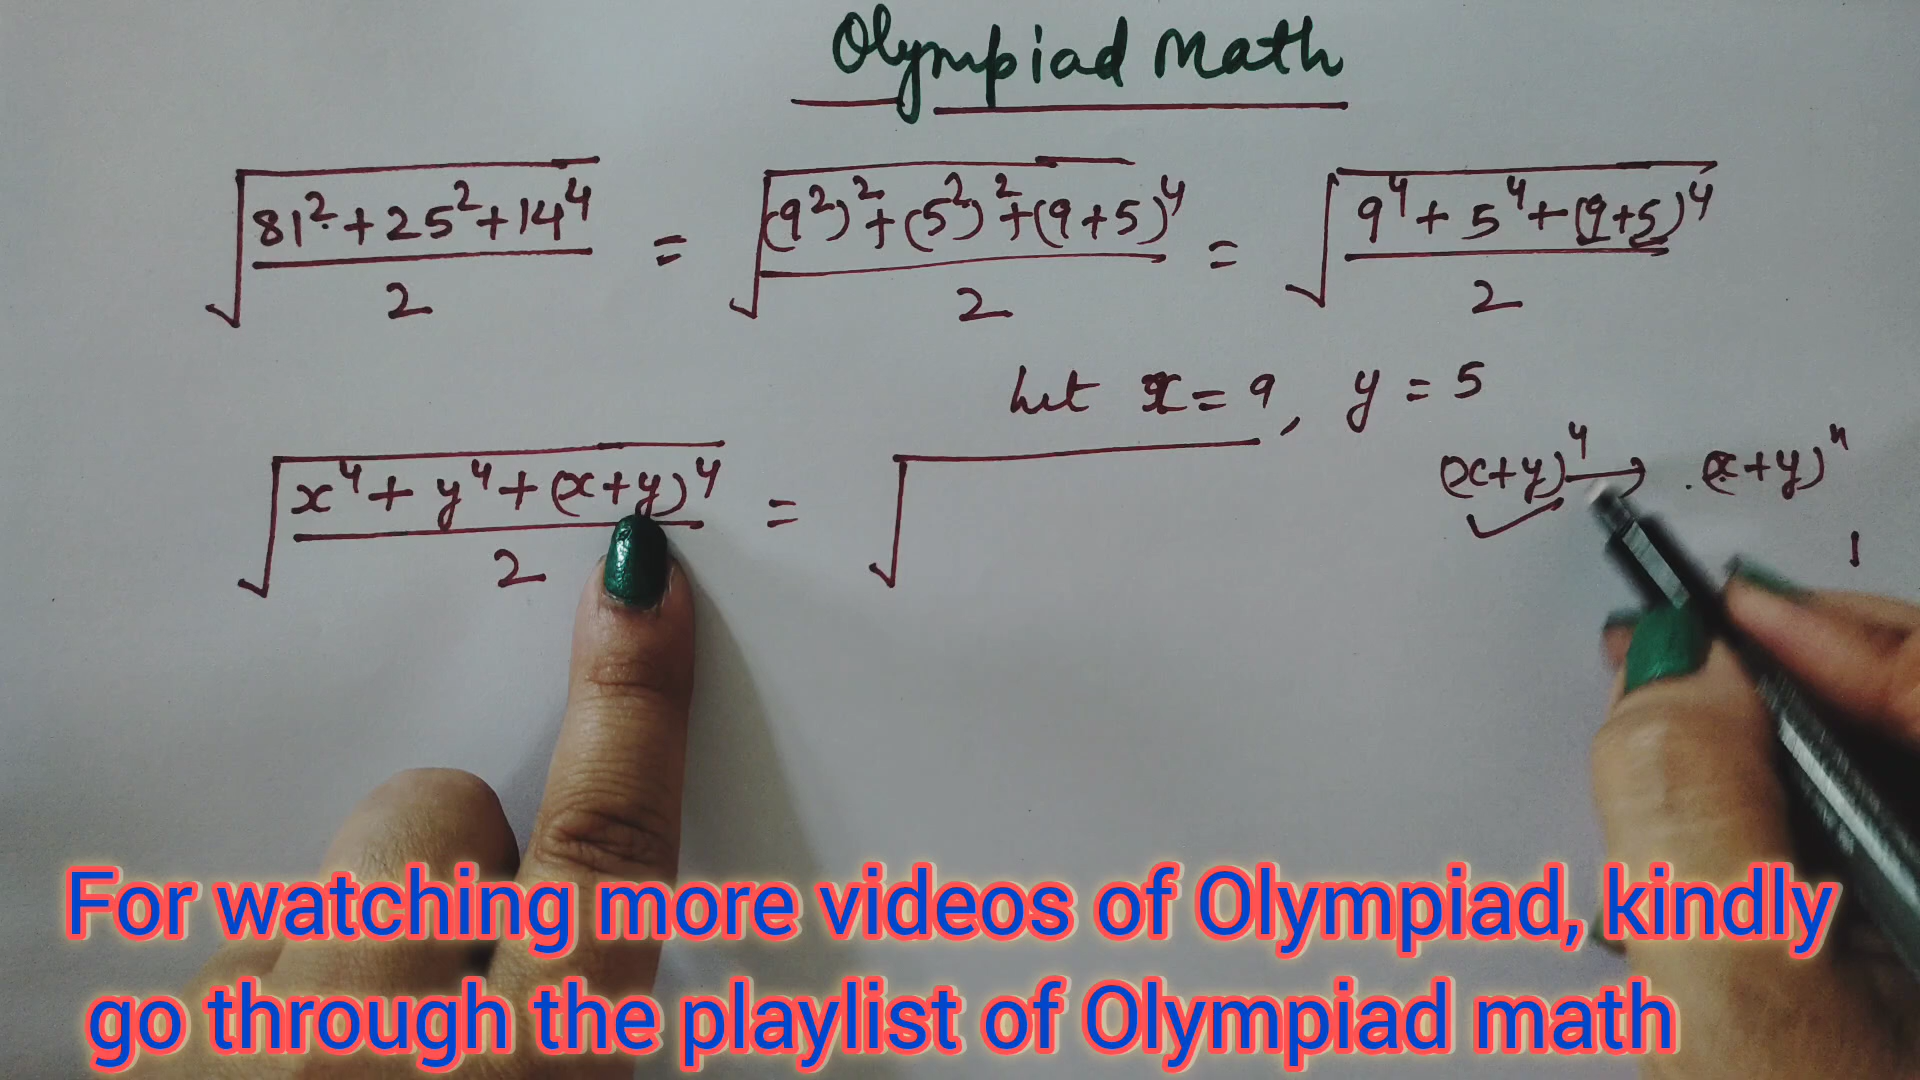 Olympiad Math
√((81² + 25² + 14⁴)/2) = √(((9²)² + (5²)² + (9+5)⁴)/2) = √((9⁴ + 5⁴ + (9+5)⁴)/2)
Let x = 9, y = 5
√((x⁴ + y⁴ + (x+y)⁴)/2) = √ (x+y)⁴ → (x+y)ⁿ
1
For watching more videos of Olympiad, kindly
go through the playlist of Olympiad math